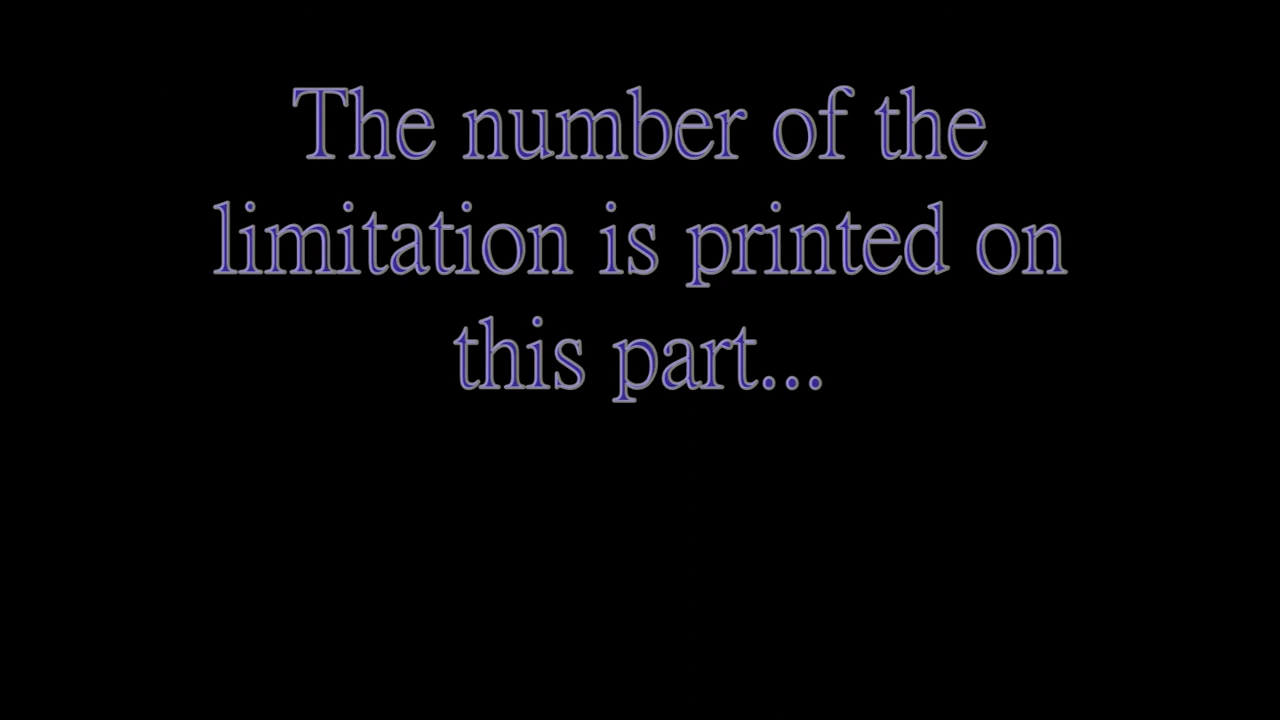 The number of the
limitation is printed on
this part...